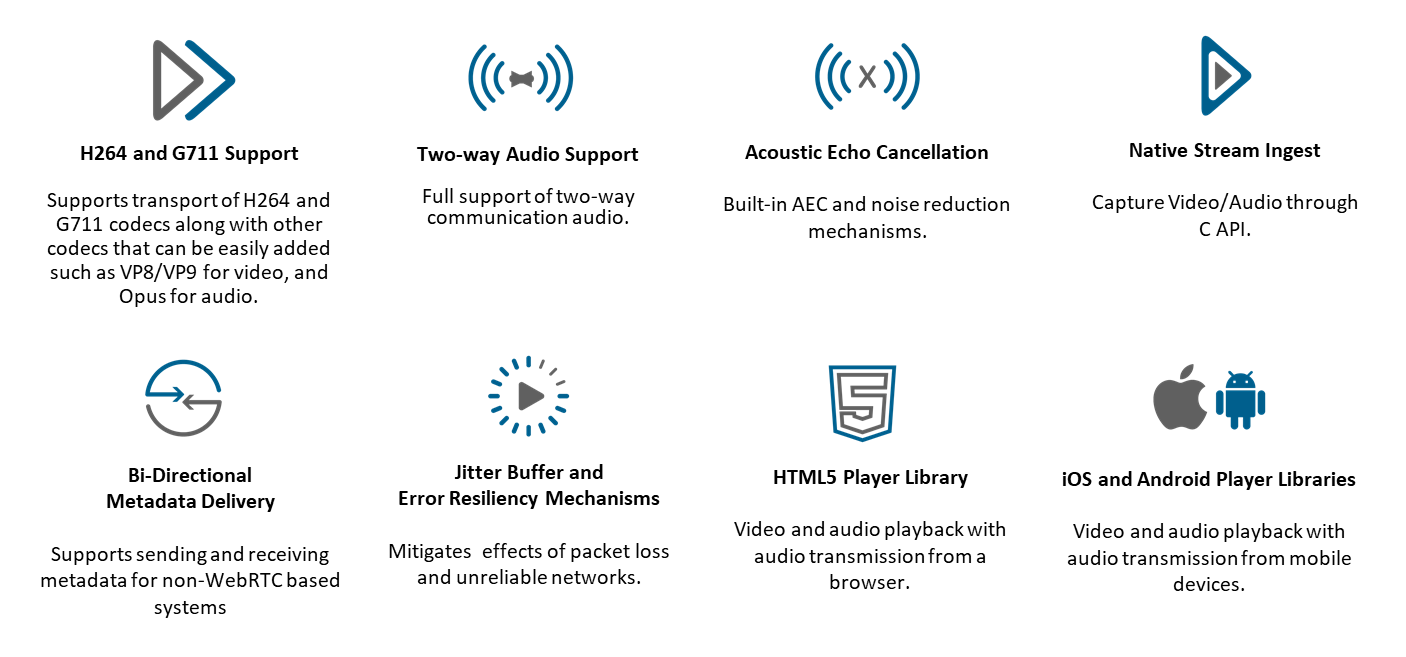 H264 and G711 Support
Supports transport of H264 and
G711 codecs along with other
codecs that can be easily added
such as VP8/VP9 for video, and
Opus for audio.
Two-way Audio Support
Full support of two-way
communication audio.
Acoustic Echo Cancellation
Built-in AEC and noise reduction
mechanisms.
Native Stream Ingest
Capture Video/Audio through
C API.
Bi-Directional
Metadata Delivery
Supports sending and receiving
metadata for non-WebRTC based
systems
Jitter Buffer and
Error Resiliency Mechanisms
Mitigates effects of packet loss
and unreliable networks.
5
HTML5 Player Library
Video and audio playback with
audio transmission from a
browser.
iOS and Android Player Libraries
Video and audio playback with
audio transmission from mobile
devices.